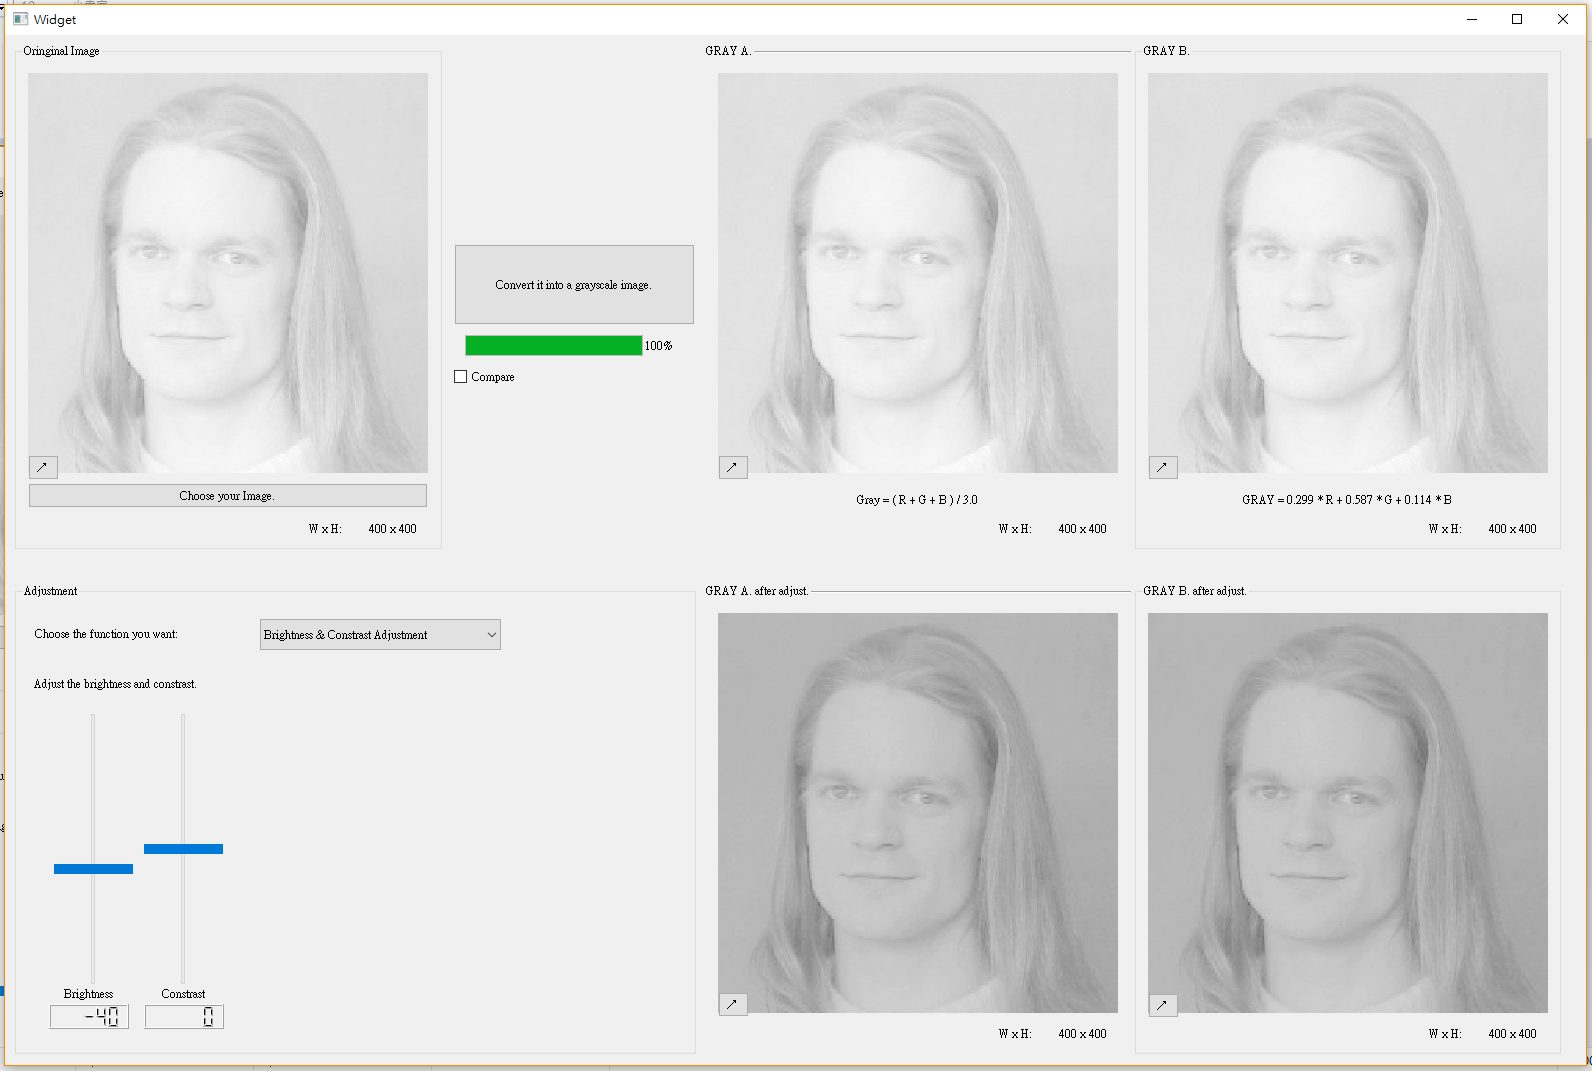 Widget
Oringinal Image
GRAY A.
GRAY B.
Convert it into a grayscale image.
100%
Compare
Choose your Image.
W x H: 400 x 400
Gray = ( R + G + B ) / 3.0
W x H: 400 x 400
GRAY = 0.299 * R + 0.587 * G + 0.114 * B
W x H: 400 x 400
Adjustment
Choose the function you want:
Brightness & Constrast Adjustment
Adjust the brightness and constrast.
Brightness
Constrast
-40
0
GRAY A. after adjust.
W x H: 400 x 400
GRAY B. after adjust.
W x H: 400 x 400